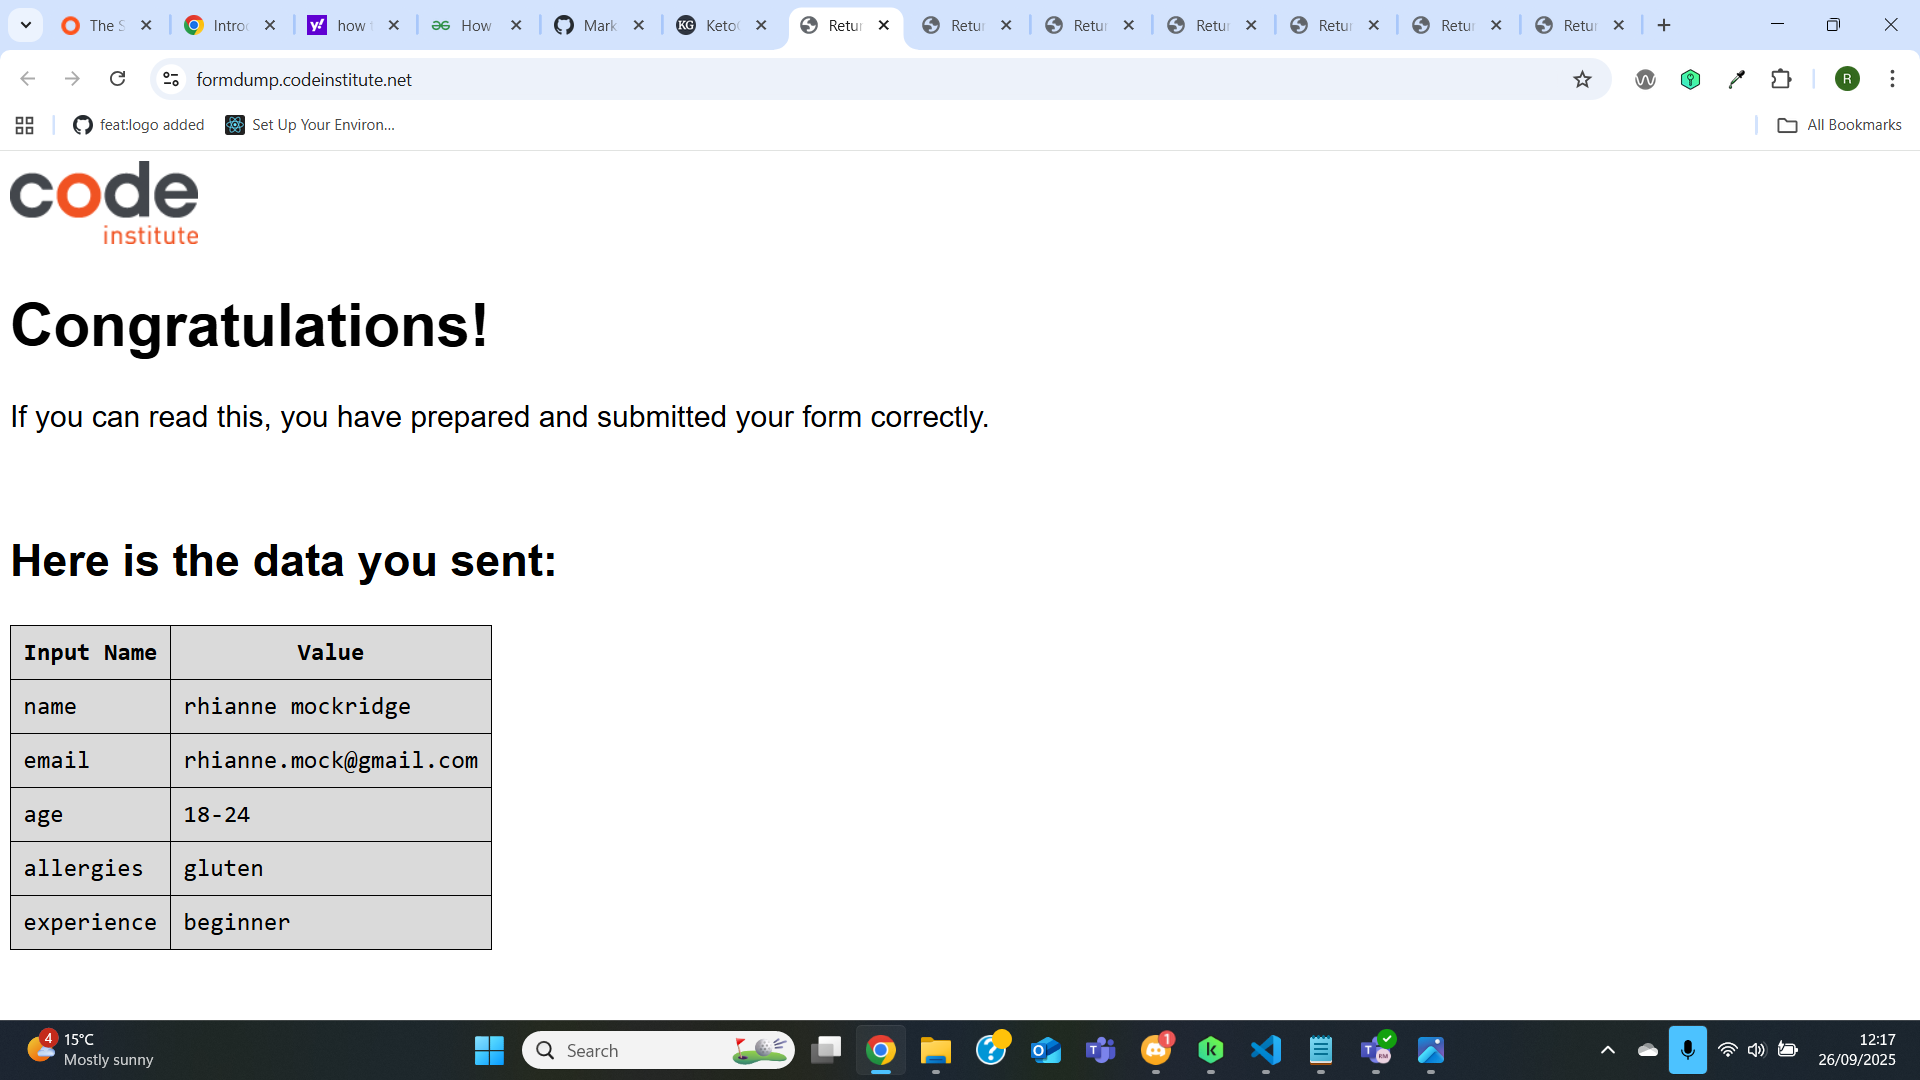 The S
Introd
how t
How
Mark
Keto
Retur
Retur
Retur
Retur
Retur
Retur
Retur
formdump.codeinstitute.net
R
feat:logo added
Set Up Your Environ...
All Bookmarks
code
institute
Congratulations!
If you can read this, you have prepared and submitted your form correctly.
Here is the data you sent:
Input Name Value
name rhianne mockridge
email rhianne.mock@gmail.com
age 18-24
allergies gluten
experience beginner
4
15°C
Mostly sunny
Search
1
RM
12:17
26/09/2025